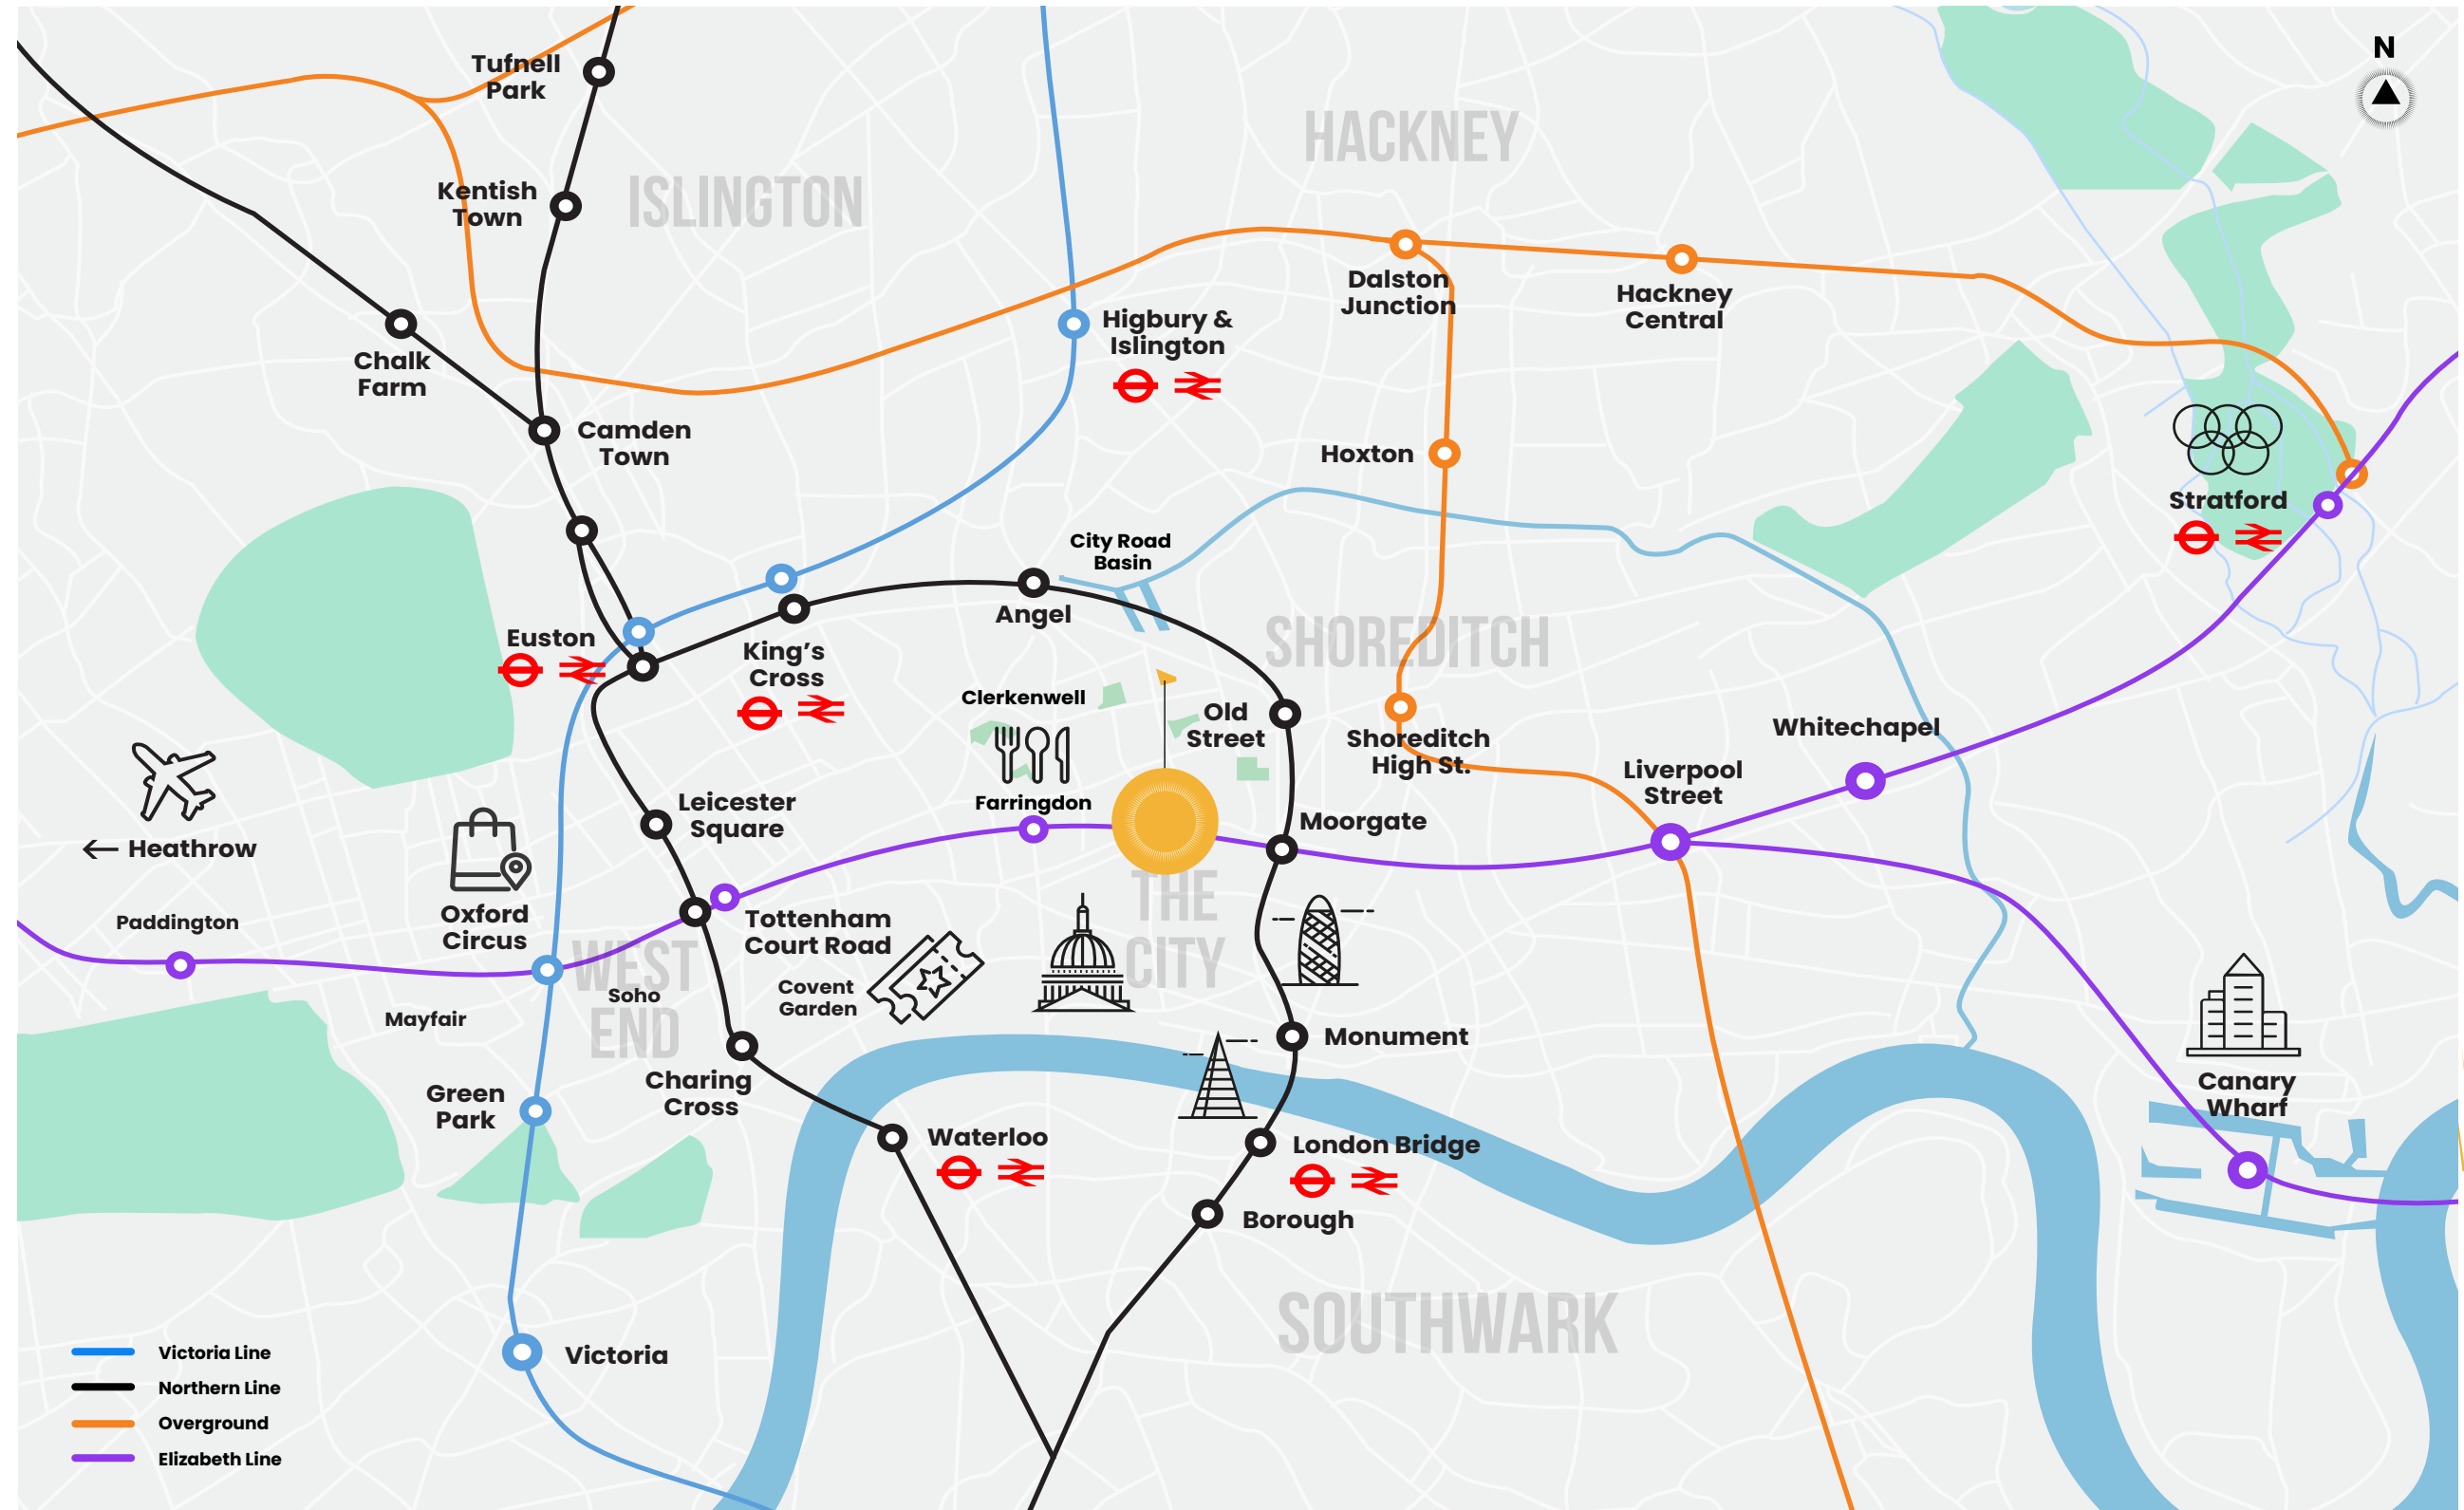 N
Tufnell
Park
HACKNEY
Kentish
Town
ISLINGTON
Dalston
Junction
Hackney
Central
Higbury &
Islington
Chalk
Farm
Camden
Town
Hoxton
Stratford
City Road
Basin
Angel
SHOREDITCH
Euston
King's
Cross
Clerkenwell
Old
Street
Shoreditch
High St.
Whitechapel
Liverpool
Street
Leicester
Square
Farringdon
Moorgate
← Heathrow
Paddington
Oxford
Circus
Tottenham
Court Road
THE
CITY
WEST
END
Soho
Covent
Garden
Mayfair
Monument
Charing
Cross
Green
Park
Canary
Wharf
Waterloo
London Bridge
Borough
SOUTHWARK
Victoria
Victoria Line
Northern Line
Overground
Elizabeth Line